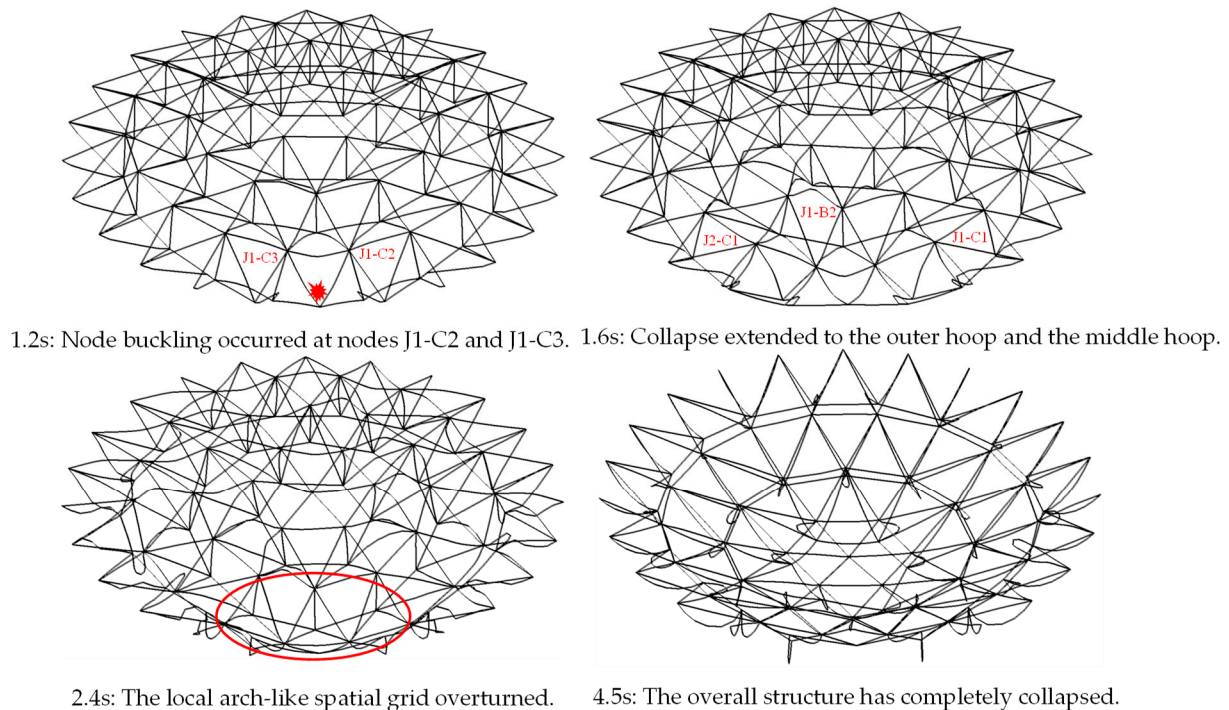 J1-C3
J1-C2
1.2s: Node buckling occurred at nodes J1-C2 and J1-C3.
J1-B2
J2-C1
J1-C1
1.6s: Collapse extended to the outer hoop and the middle hoop.
2.4s: The local arch-like spatial grid overturned.
4.5s: The overall structure has completely collapsed.